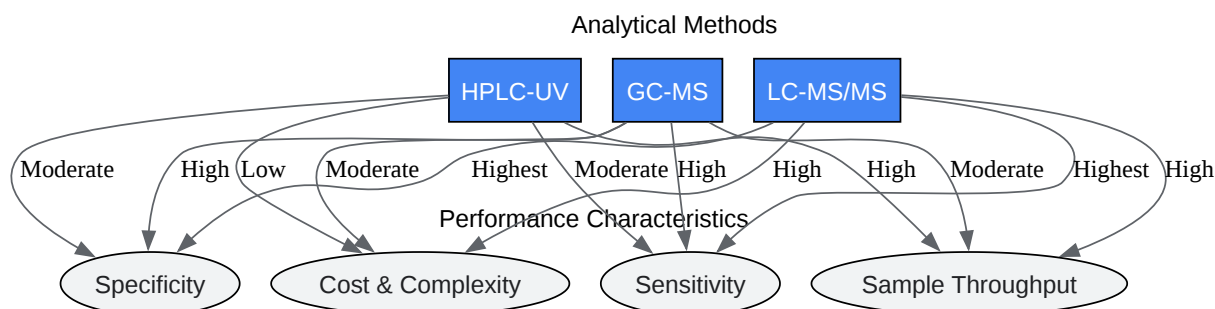 Analytical Methods
HPLC-UV GC-MS LC-MS/MS
Moderate High Low Moderate Highest Moderate High High High Moderate Highest High
Performance Characteristics
Specificity Cost & Complexity Sensitivity Sample Throughput